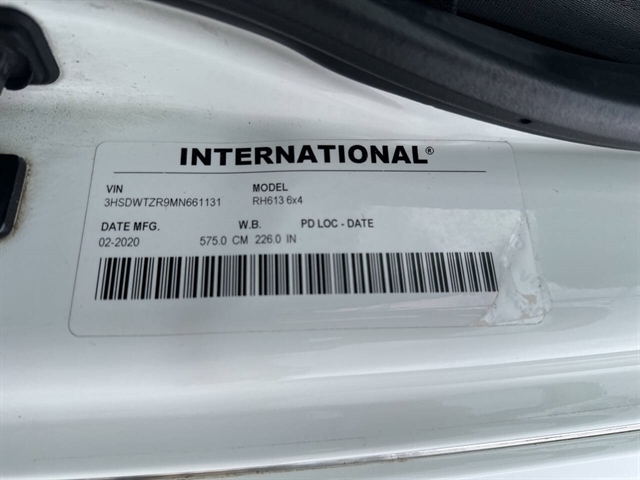 INTERNATIONAL®
VIN MODEL
3HSDWTZR9MN661131 RH613 6x4
DATE MFG. W.B. PD LOC - DATE
02-2020 575.0 CM 226.0 IN